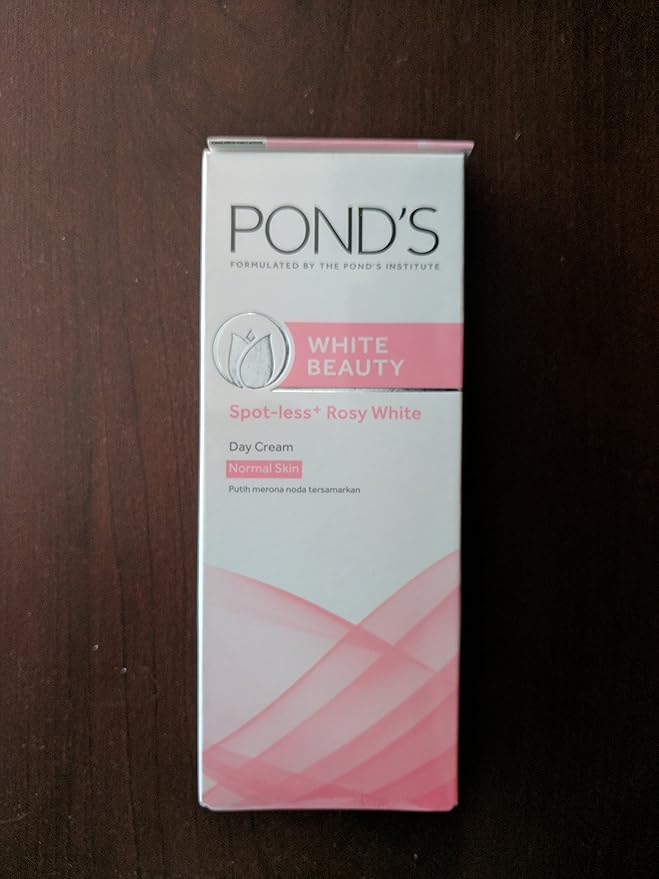 POND'S
FORMULATED BY THE POND'S INSTITUTE
WHITE
BEAUTY
Spot-less⁺ Rosy White
Day Cream
Normal Skin
Putih merona noda tersamarkan